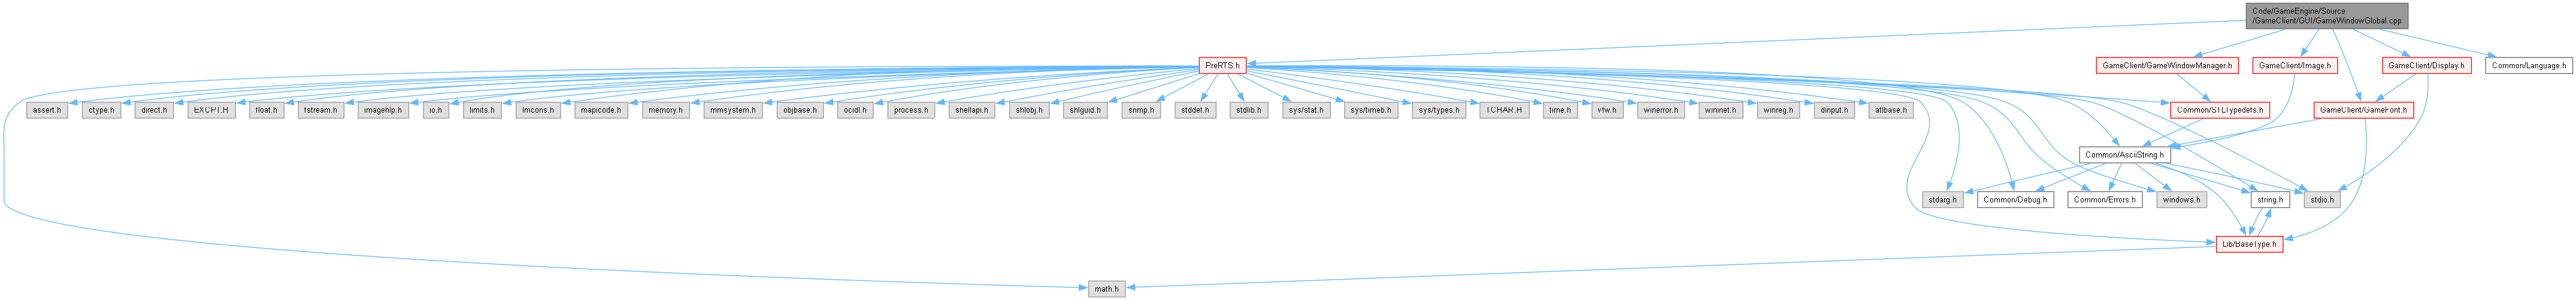 Code/GameEngine/Source
/GameClient/GUI/GameWindowGlobal.cpp
PreRTS.h
GameClient/GameWindowManager.h
GameClient/Image.h
GameClient/Display.h
Common/Language.h
assert.h
ctype.h
direct.h
EXCPT.H
float.h
fstream.h
imagehlp.h
io.h
limits.h
lmcons.h
mapicode.h
memory.h
mmsystem.h
objbase.h
ocidl.h
process.h
shellapi.h
shlobj.h
shlguid.h
snmp.h
stddef.h
stdlib.h
sys/stat.h
sys/timeb.h
sys/types.h
TCHAR.H
time.h
vfw.h
winerror.h
wininet.h
winreg.h
dinput.h
atlbase.h
Common/STLTypedefs.h
GameClient/GameFont.h
Common/AsciiString.h
stdarg.h
Common/Debug.h
Common/Errors.h
windows.h
string.h
stdio.h
Lib/BaseType.h
math.h